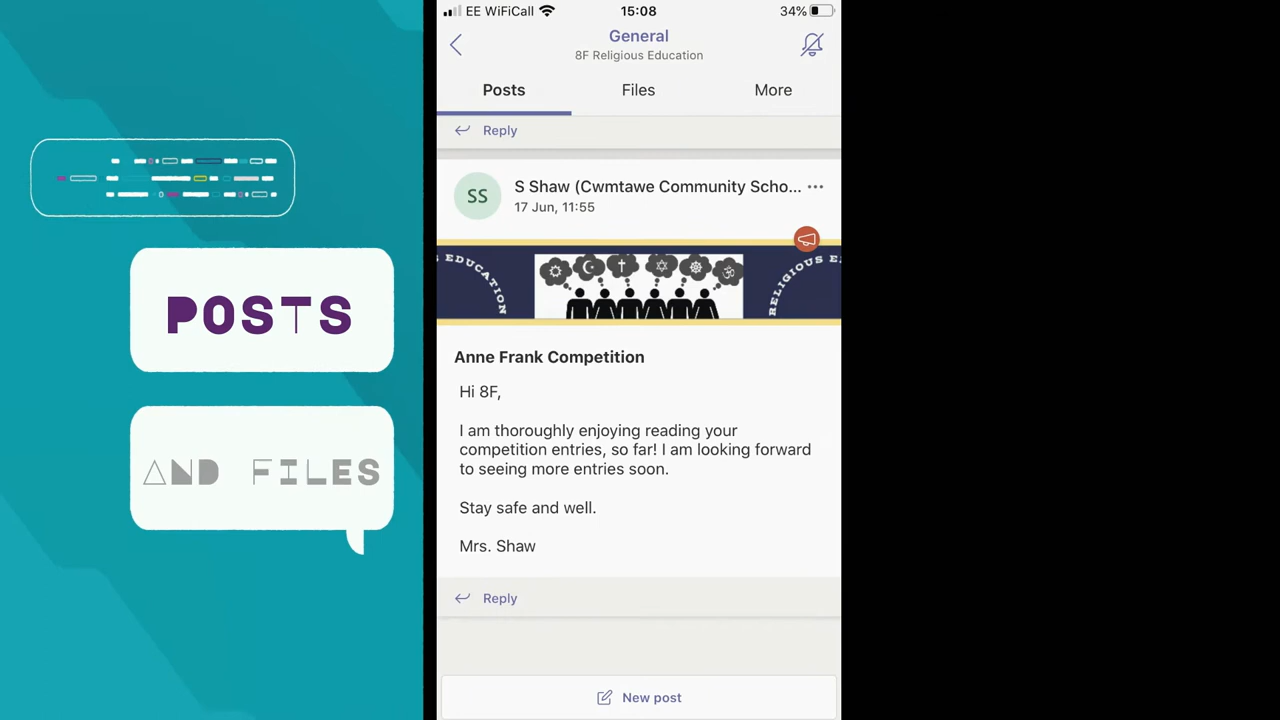 POSTS
AND FILES
EE WiFiCall
15:08
34%
General
8F Religious Education
Posts
Files
More
Reply
SS
S Shaw (Cwmtawe Community Scho...
17 Jun, 11:55
EDUCATION
RELIGIOUS E
Anne Frank Competition
Hi 8F,
I am thoroughly enjoying reading your
competition entries, so far! I am looking forward
to seeing more entries soon.
Stay safe and well.
Mrs. Shaw
Reply
New post